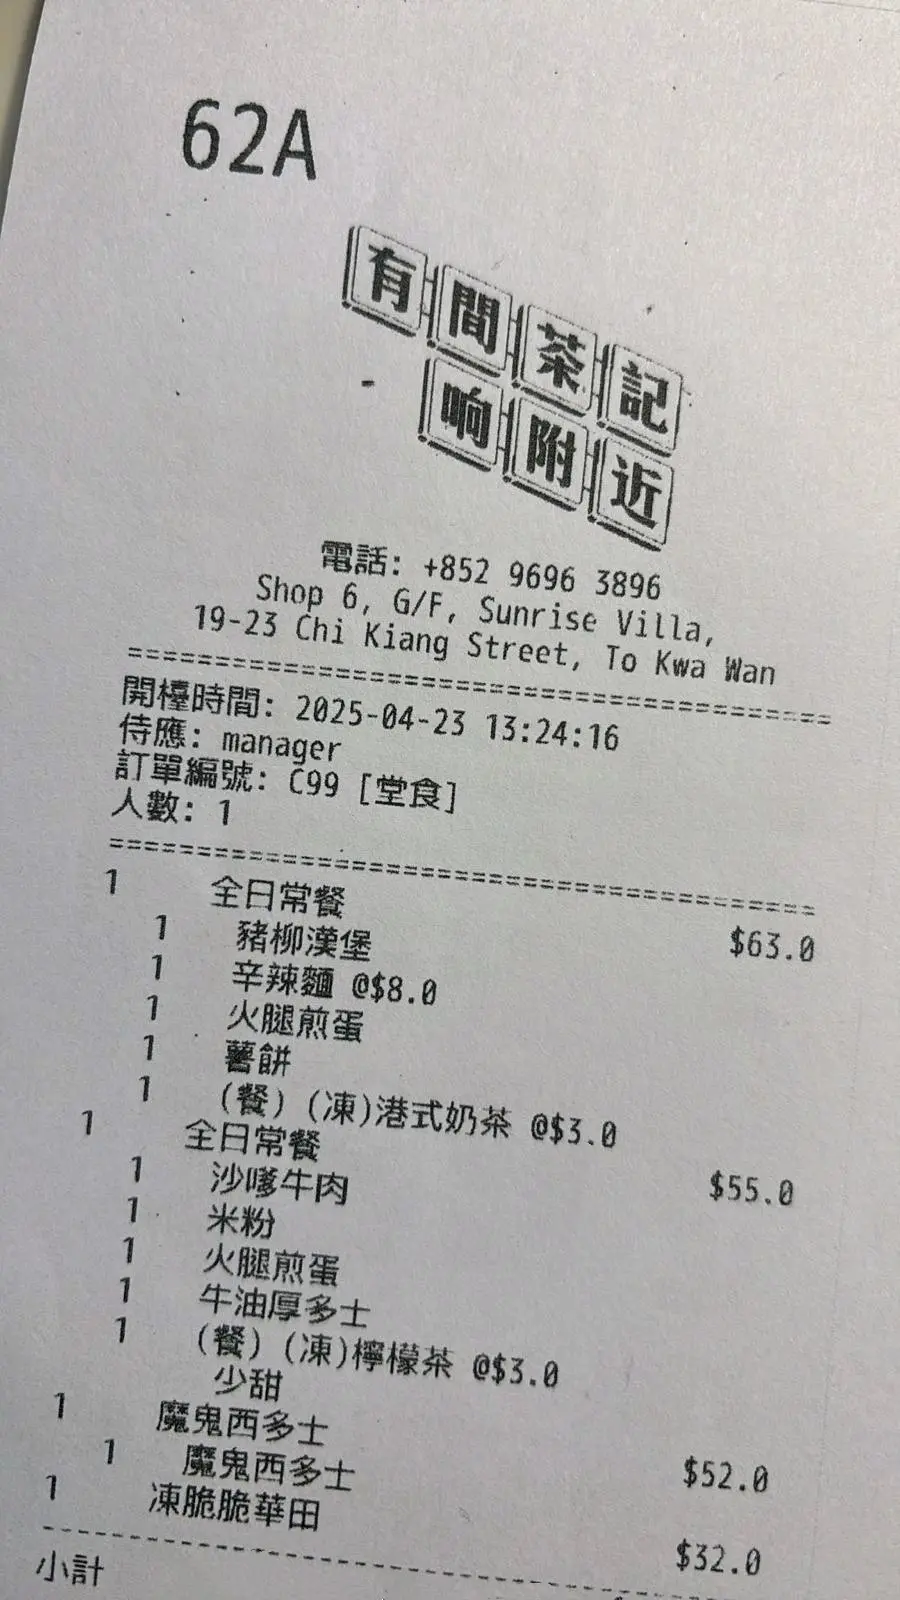 62A
有間茶記
响附近
電話: +852 9696 3896
Shop 6, G/F, Sunrise Villa,
19-23 Chi Kiang Street, To Kwa Wan
========================================
開檯時間: 2025-04-23 13:24:16
侍應: manager
訂單編號: C99 [堂食]
人數: 1
========================================
1 全日常餐 $63.0
1 豬柳漢堡
1 辛辣麵 @$8.0
1 火腿煎蛋
1 薯餅
1 (餐) (凍)港式奶茶 @$3.0
1 全日常餐 $55.0
1 沙嗲牛肉
1 米粉
1 火腿煎蛋
1 牛油厚多士
1 (餐) (凍)檸檬茶 @$3.0
少甜
1 魔鬼西多士 $52.0
1 魔鬼西多士
1 凍脆脆華田 $32.0
----------------------------------------
小計